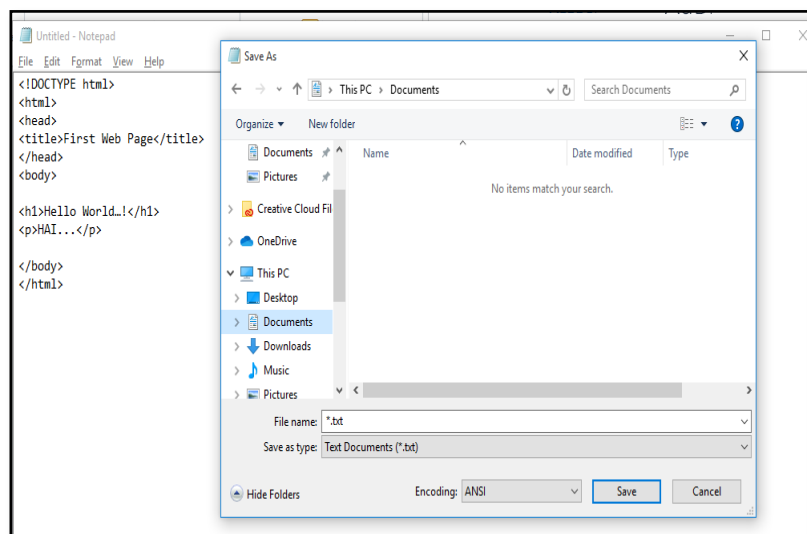 Untitled - Notepad
File Edit Format View Help
<!DOCTYPE html>
<html>
<head>
<title>First Web Page</title>
</head>
<body>
<h1>Hello World…!</h1>
<p>HAI...</p>
</body>
</html>
Save As
This PC > Documents
Search Documents
Organize New folder
Documents
Pictures
Creative Cloud Fil
OneDrive
This PC
Desktop
Documents
Downloads
Music
Pictures
Name Date modified Type
No items match your search.
File name: *.txt
Save as type: Text Documents (*.txt)
Hide Folders Encoding: ANSI Save Cancel